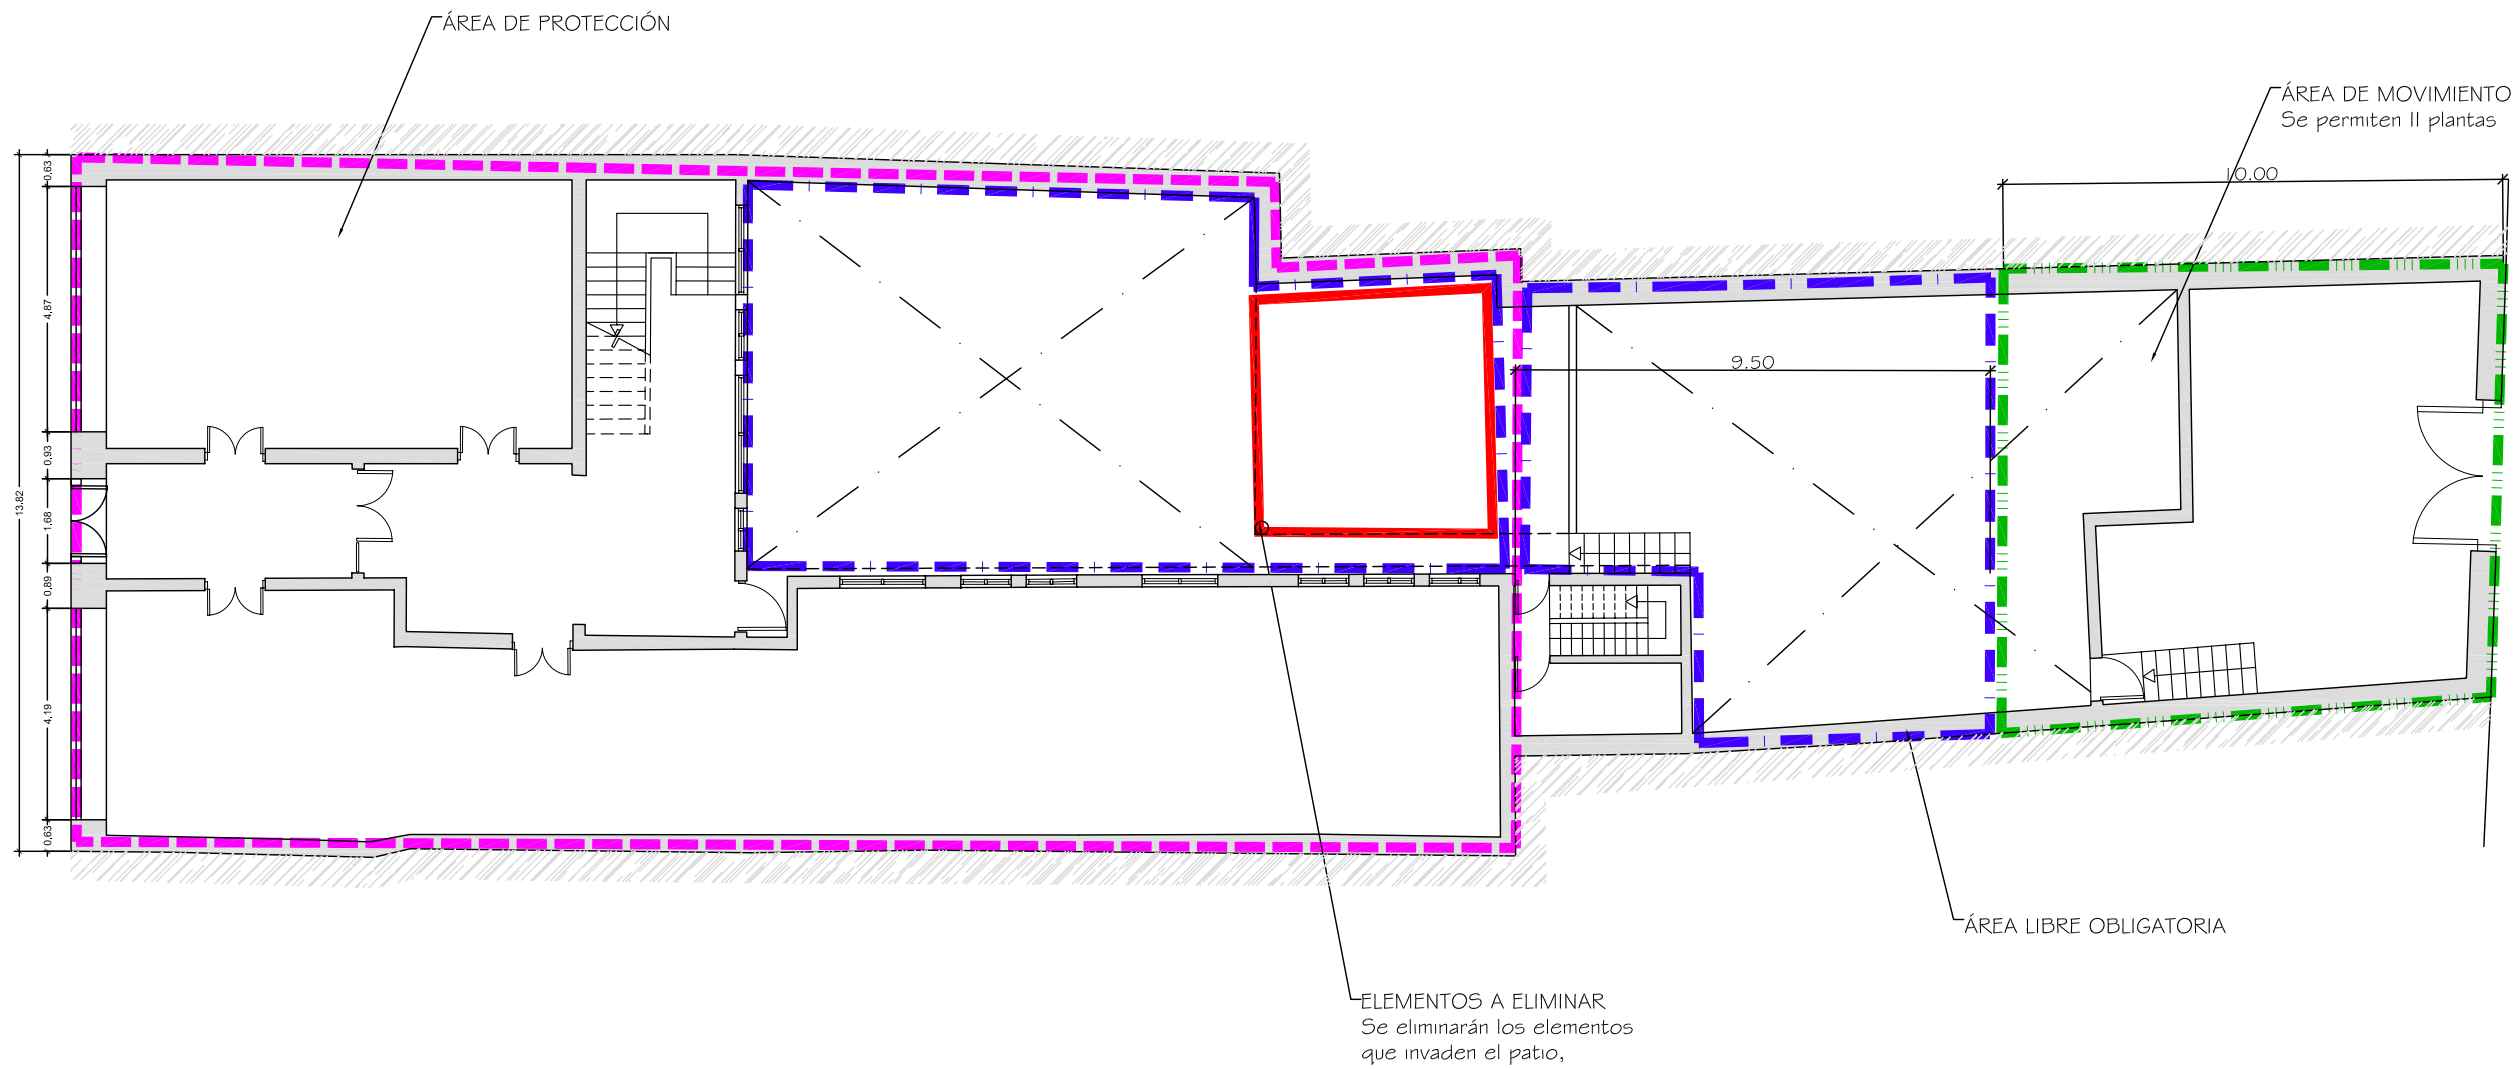 ÁREA DE PROTECCIÓN
ÁREA DE MOVIMIENTO
Se permiten II plantas
10.00
0.63
4.87
9.50
0.93
13.82
1.68
0.89
4.19
0.63
ÁREA LIBRE OBLIGATORIA
ELEMENTOS A ELIMINAR
Se eliminarán los elementos
que invaden el patio,